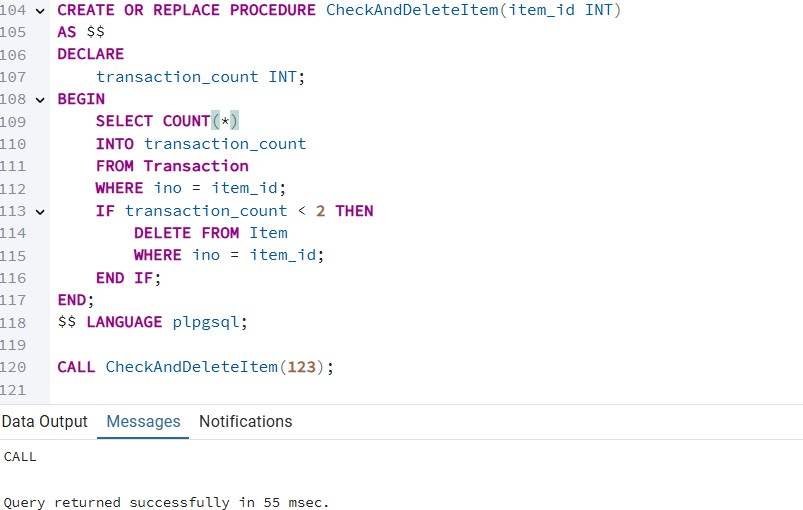 104 CREATE OR REPLACE PROCEDURE CheckAndDeleteItem(item_id INT)
105 AS $$
106 DECLARE
107     transaction_count INT;
108 BEGIN
109     SELECT COUNT(*)
110     INTO transaction_count
111     FROM Transaction
112     WHERE ino = item_id;
113     IF transaction_count < 2 THEN
114         DELETE FROM Item
115         WHERE ino = item_id;
116     END IF;
117 END;
118 $$ LANGUAGE plpgsql;
119
120 CALL CheckAndDeleteItem(123);
121
Data Output Messages Notifications
CALL
Query returned successfully in 55 msec.